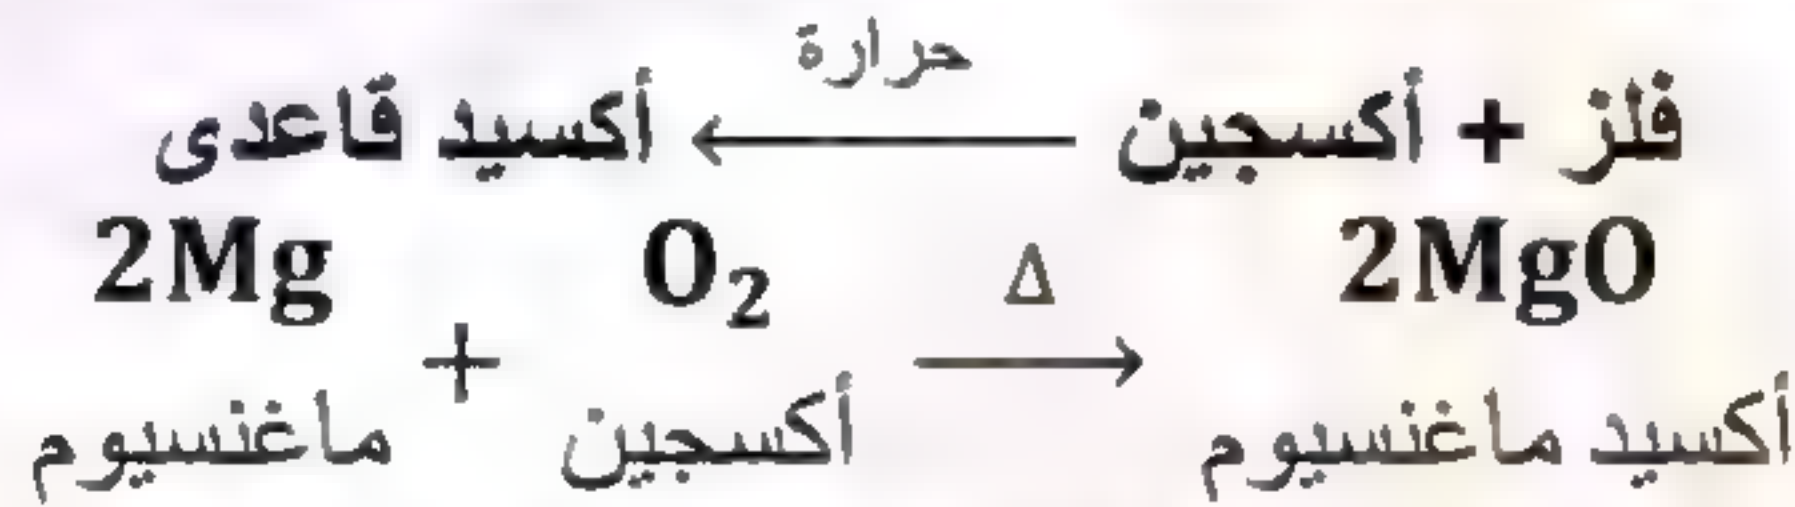 حرارة
فلز + أكسجين ⟵ أكسيد قاعدى
2Mg + O₂ ⟶ 2MgO
Δ
ماغنسيوم أكسجين أكسيد ماغنسيوم